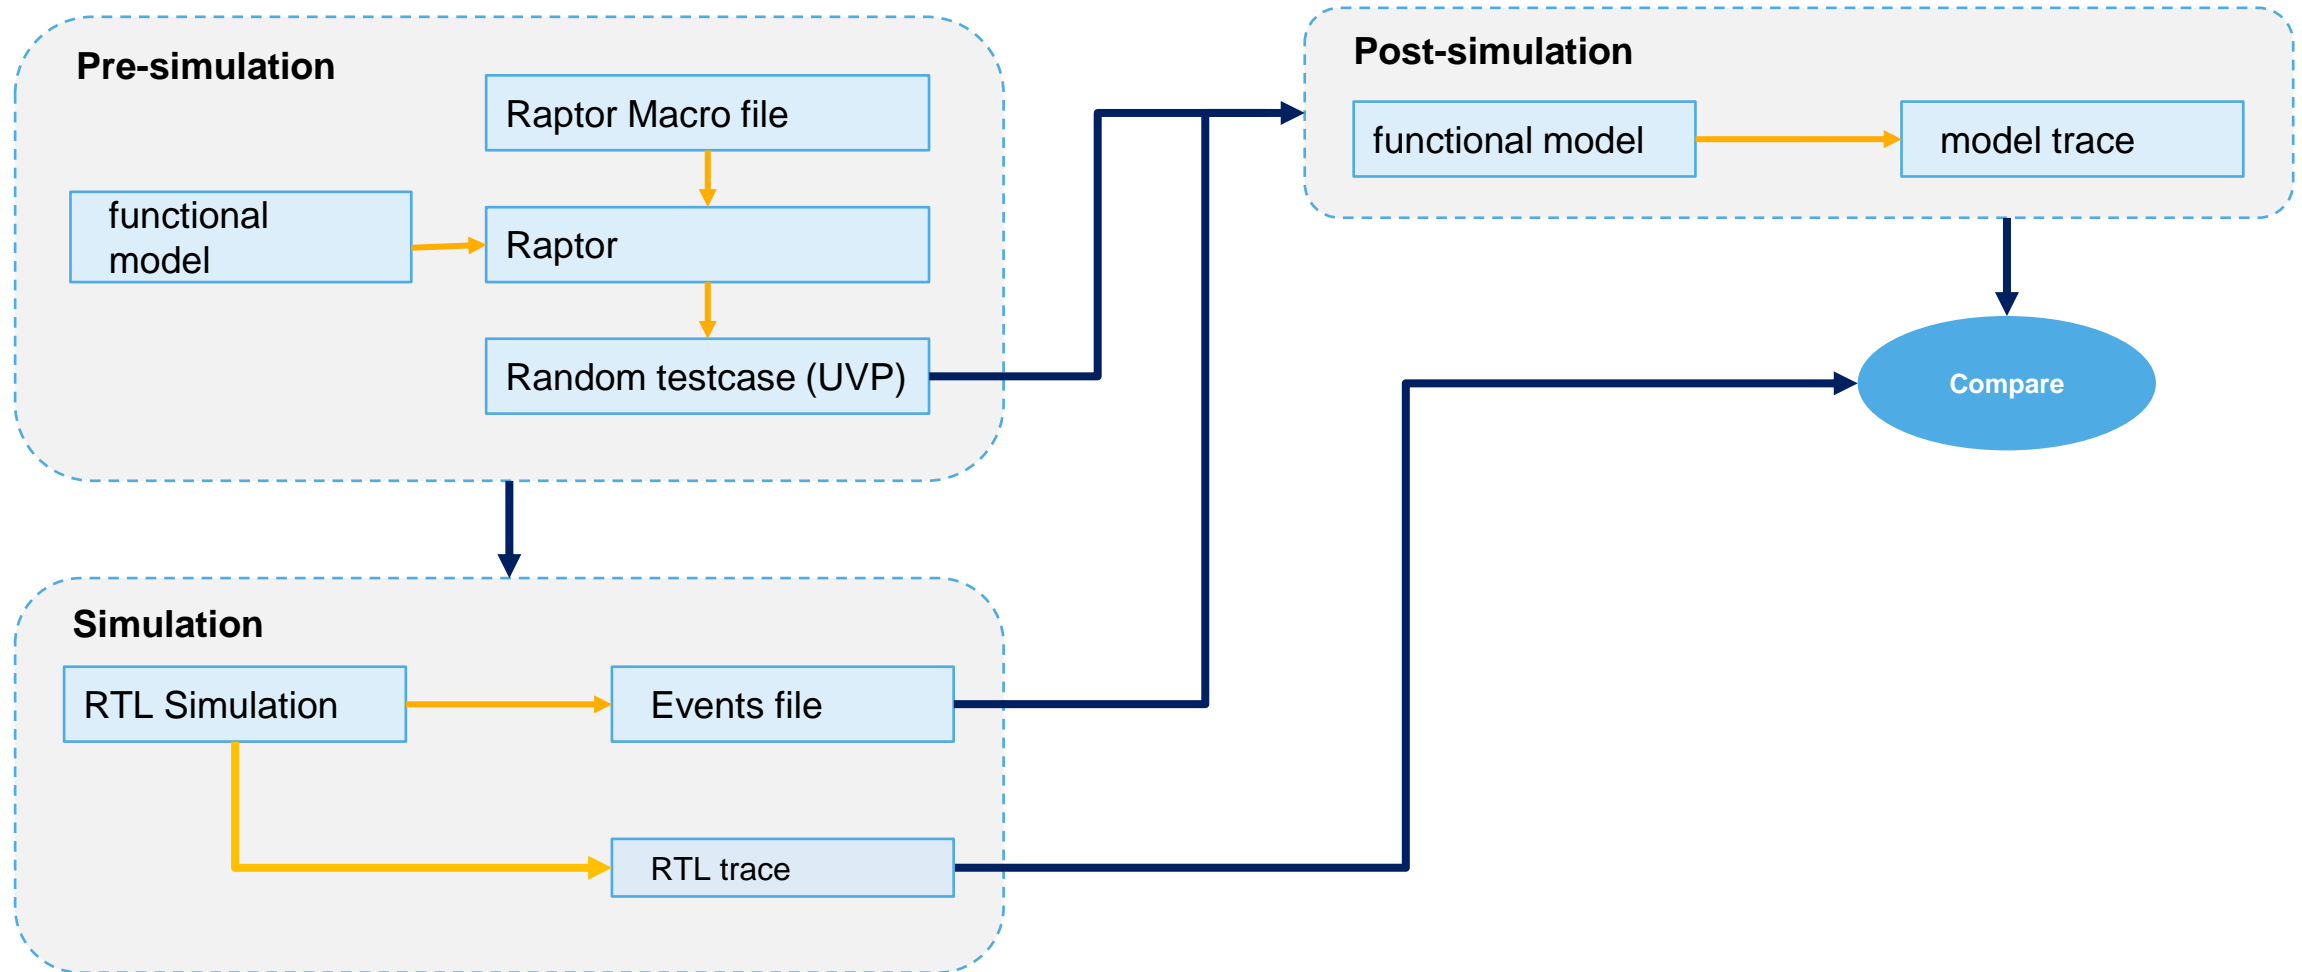 Pre-simulation
Raptor Macro file
functional
model
Raptor
Random testcase (UVP)
Simulation
RTL Simulation
Events file
RTL trace
Post-simulation
functional model
model trace
Compare